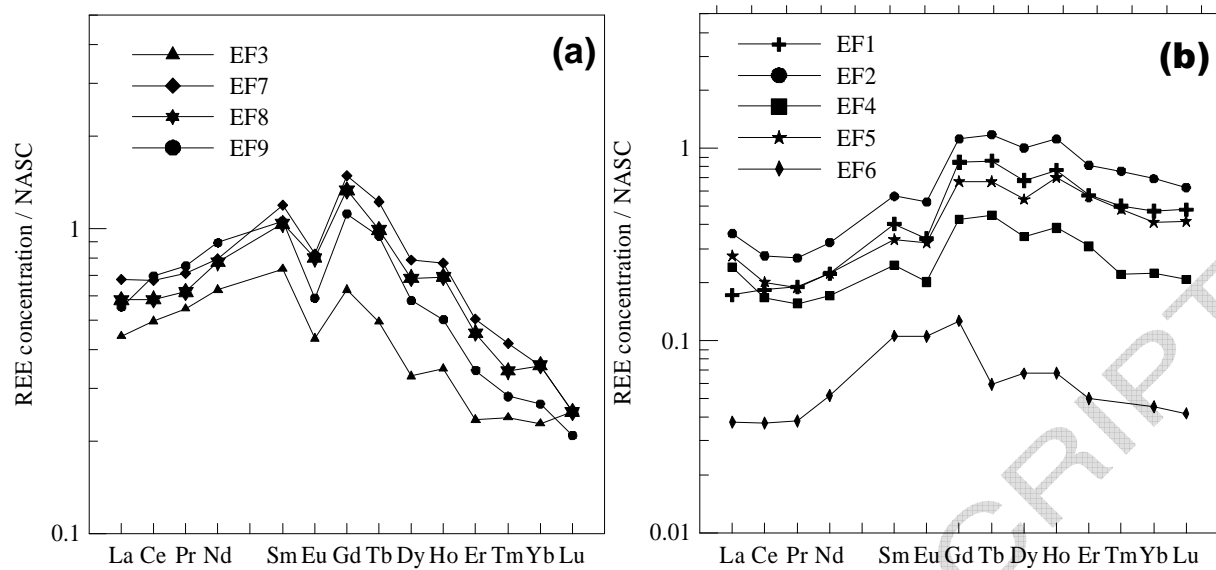 (a)
EF3
EF7
EF8
EF9
REE concentration / NASC
1
0.1
La Ce Pr Nd Sm Eu Gd Tb Dy Ho Er Tm Yb Lu
(b)
EF1
EF2
EF4
EF5
EF6
REE concentration / NASC
1
0.1
0.01
La Ce Pr Nd Sm Eu Gd Tb Dy Ho Er Tm Yb Lu
CRIPT